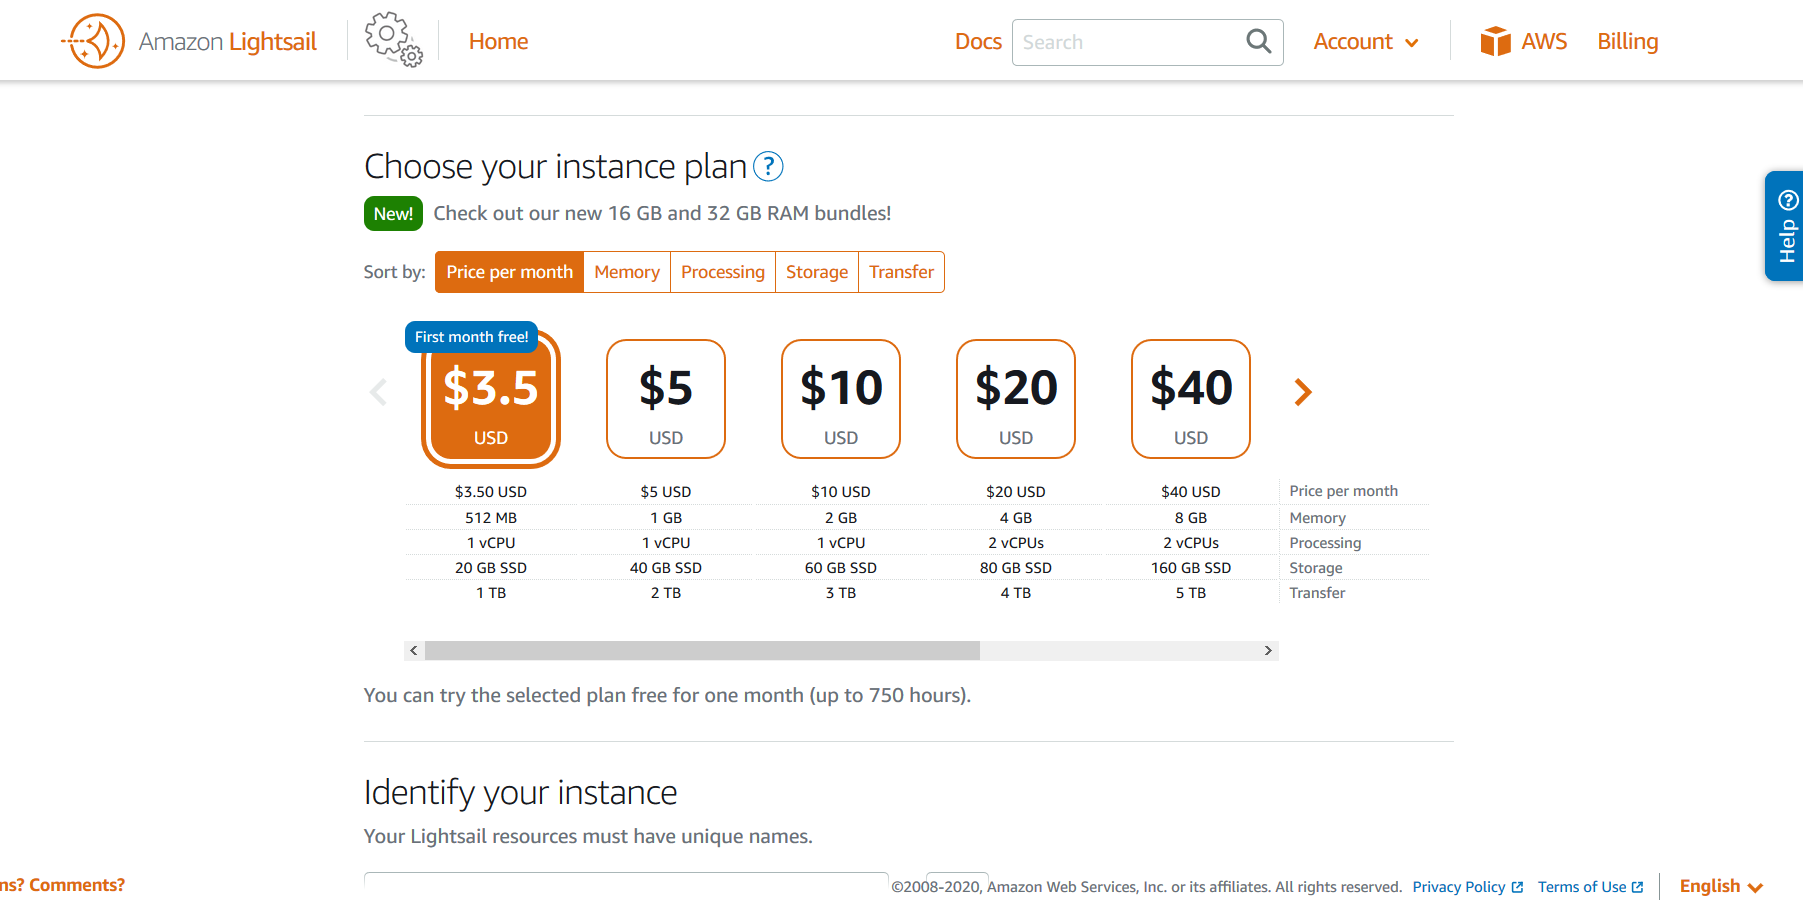 Amazon Lightsail Home Docs Search Account AWS Billing
Choose your instance plan ?
New! Check out our new 16 GB and 32 GB RAM bundles!
Sort by: Price per month Memory Processing Storage Transfer
First month free!
$3.5 $5 $10 $20 $40
USD USD USD USD USD
$3.50 USD $5 USD $10 USD $20 USD $40 USD Price per month
512 MB 1 GB 2 GB 4 GB 8 GB Memory
1 vCPU 1 vCPU 1 vCPU 2 vCPUs 2 vCPUs Processing
20 GB SSD 40 GB SSD 60 GB SSD 80 GB SSD 160 GB SSD Storage
1 TB 2 TB 3 TB 4 TB 5 TB Transfer
You can try the selected plan free for one month (up to 750 hours).
Identify your instance
Your Lightsail resources must have unique names.
ns? Comments? ©2008-2020, Amazon Web Services, Inc. or its affiliates. All rights reserved. Privacy Policy Terms of Use English
? Help